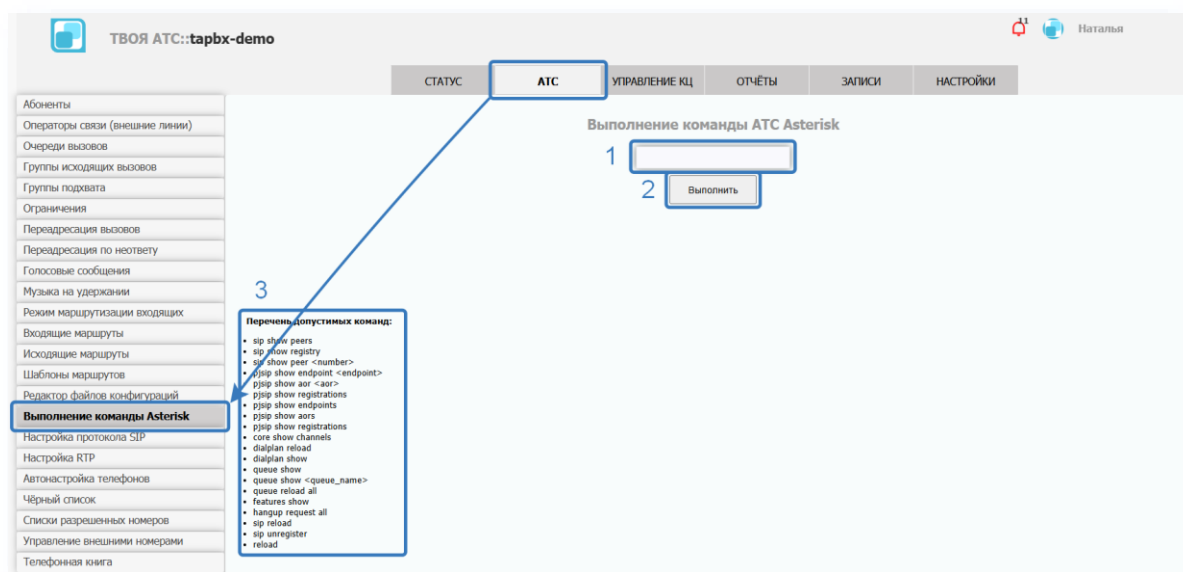 ТВОЯ АТС::tapbx-demo
11
Наталья
СТАТУС
АТС
УПРАВЛЕНИЕ КЦ
ОТЧЁТЫ
ЗАПИСИ
НАСТРОЙКИ
Абоненты
Операторы связи (внешние линии)
Очереди вызовов
Группы исходящих вызовов
Группы подхвата
Ограничения
Переадресация вызовов
Переадресация по неответу
Голосовые сообщения
Музыка на удержании
Режим маршрутизации входящих
Входящие маршруты
Исходящие маршруты
Шаблоны маршрутов
Редактор файлов конфигураций
Выполнение команды Asterisk
Настройка протокола SIP
Настройка RTP
Автонастройка телефонов
Чёрный список
Списки разрешенных номеров
Управление внешними номерами
Телефонная книга
Выполнение команды АТС Asterisk
1
2
Выполнить
3
Перечень допустимых команд:
sip show peers
sip show registry
sip show peer <number>
pjsip show endpoint <endpoint>
pjsip show aor <aor>
pjsip show registrations
pjsip show endpoints
pjsip show aors
pjsip show registrations
core show channels
dialplan reload
dialplan show
queue show
queue show <queue_name>
queue reload all
features show
hangup request all
sip reload
sip unregister
reload